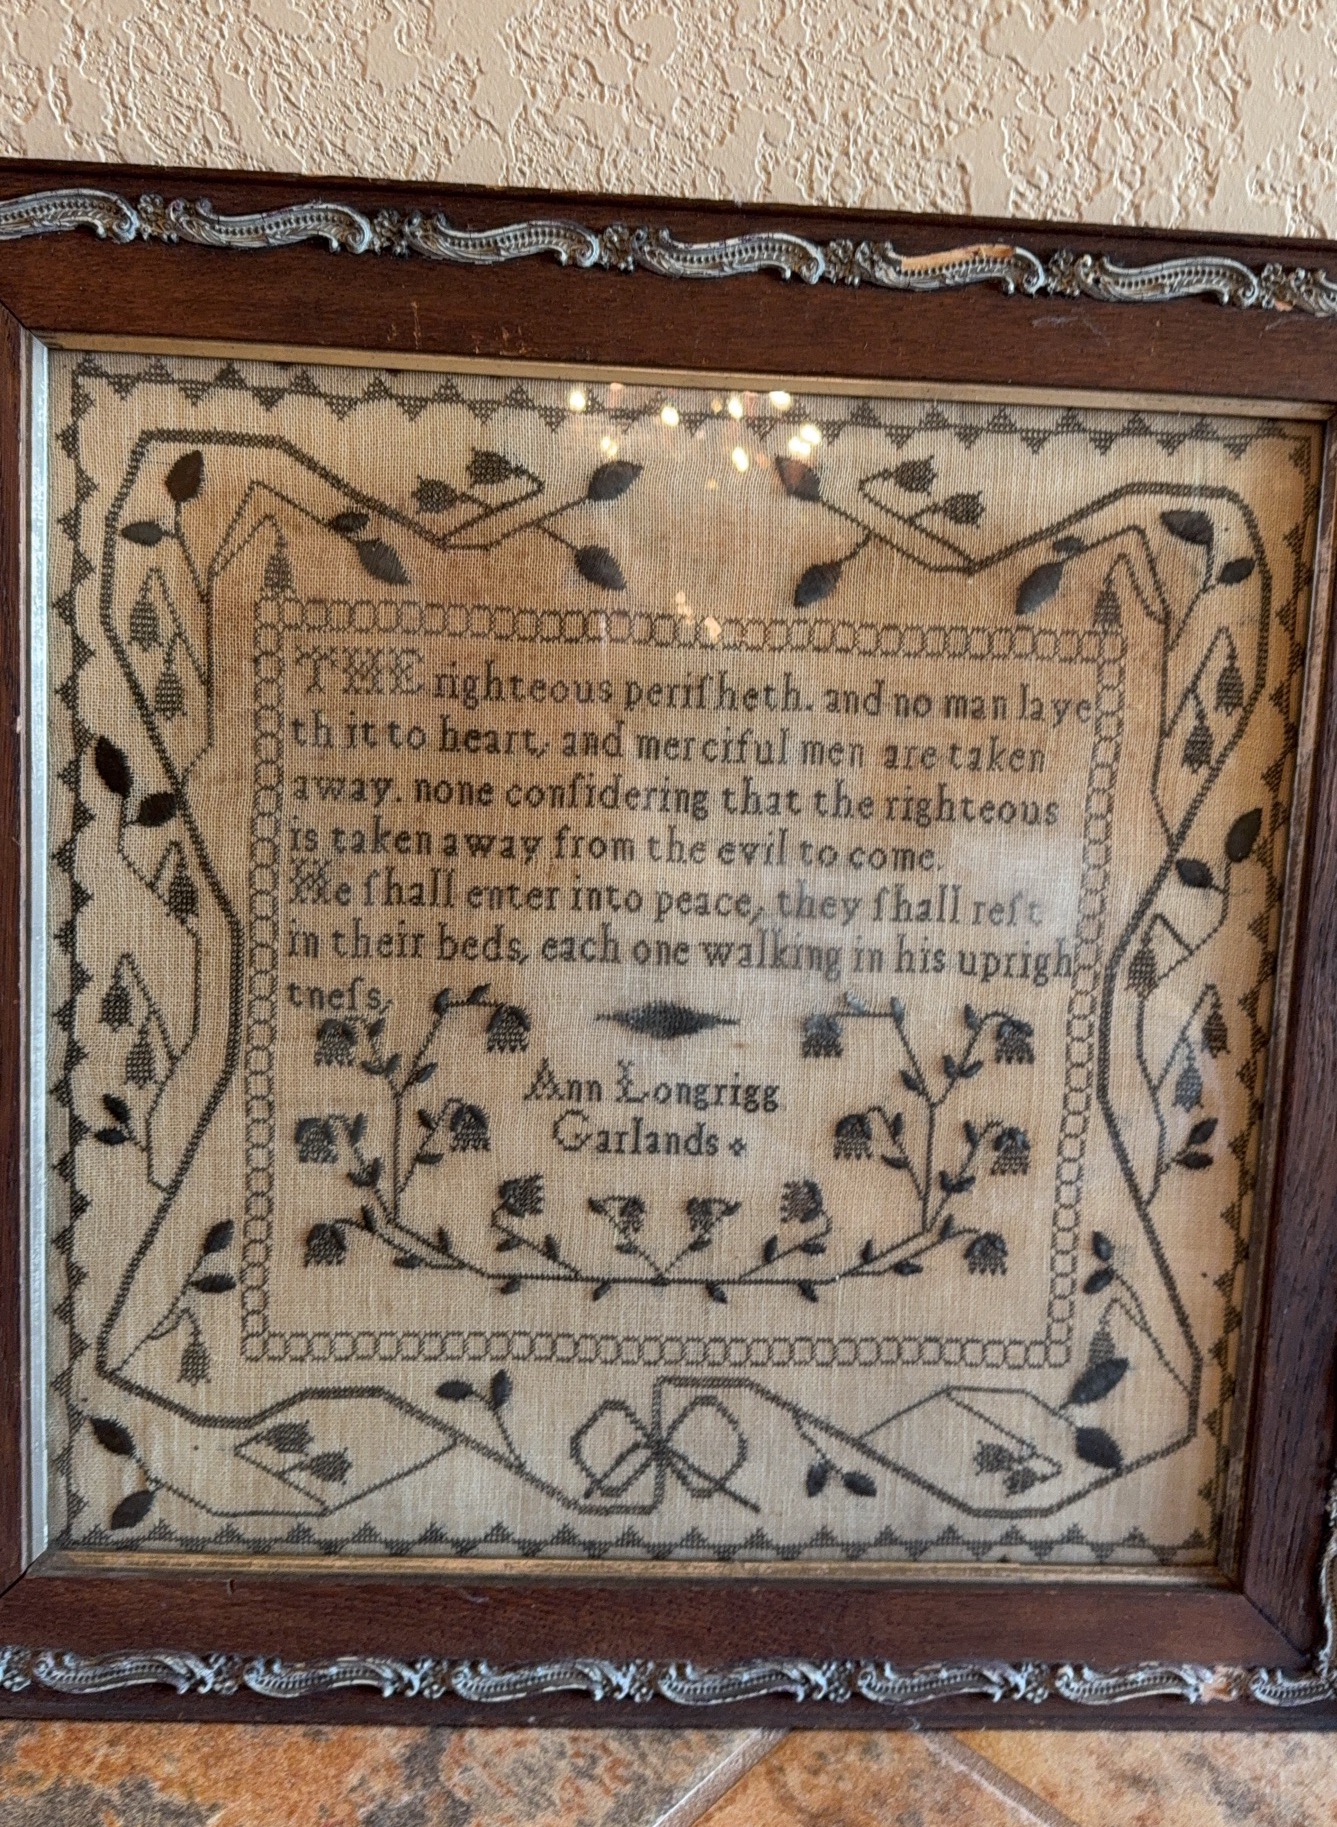 THE righteous periſheth. and no man laye
th it to heart, and merciful men are taken
away. none conſidering that the righteous
is taken away from the evil to come.
He ſhall enter into peace, they ſhall reſt
in their beds, each one walking in his uprigh
tneſs,
Ann Longrigg
Garlands